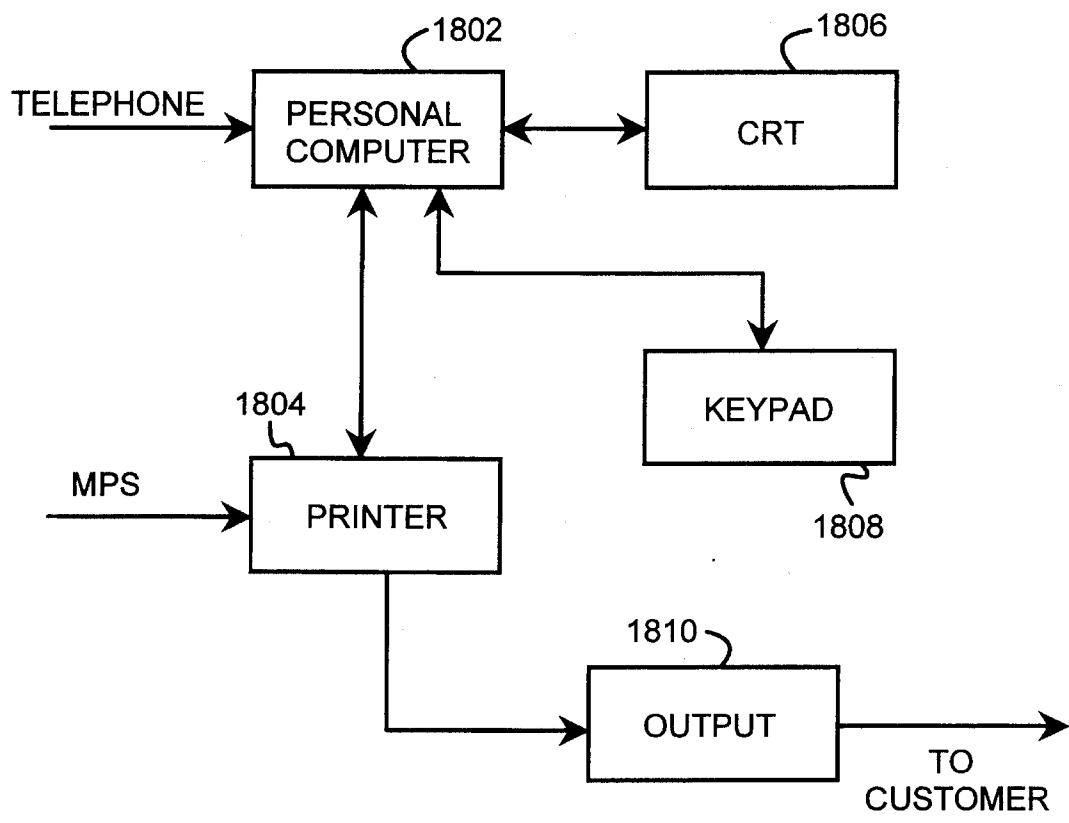 1802
1806
TELEPHONE
PERSONAL
COMPUTER
CRT
1804
KEYPAD
MPS
PRINTER
1808
1810
OUTPUT
TO
CUSTOMER